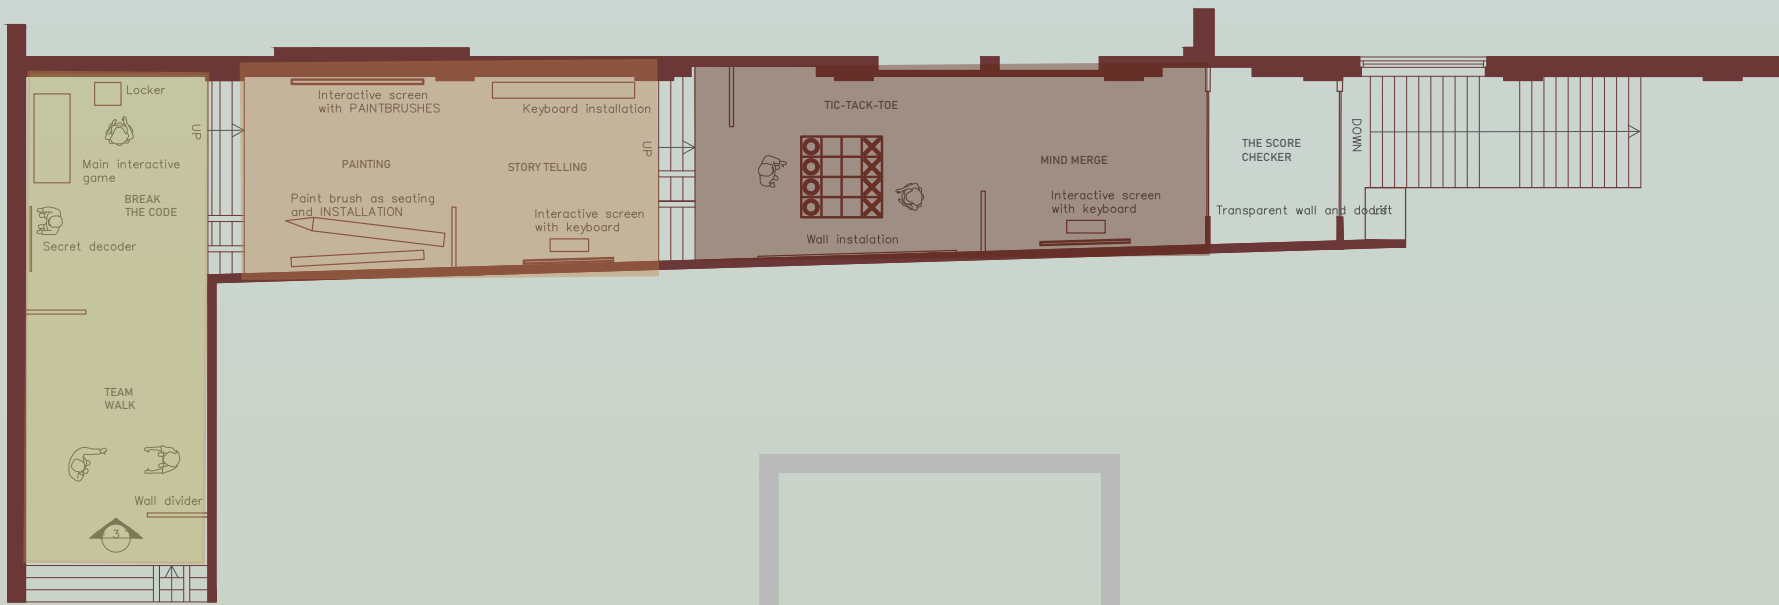 Locker
UP
Main interactive
game
BREAK
THE CODE
Secret decoder
TEAM
WALK
Wall divider
3
Interactive screen
with PAINTBRUSHES
Keyboard installation
PAINTING
STORY TELLING
UP
Paint brush as seating
and INSTALLATION
Interactive screen
with keyboard
TIC-TACK-TOE
MIND MERGE
Interactive screen
with keyboard
Wall instalation
THE SCORE
CHECKER
DOWN
Transparent wall and doors
Lift